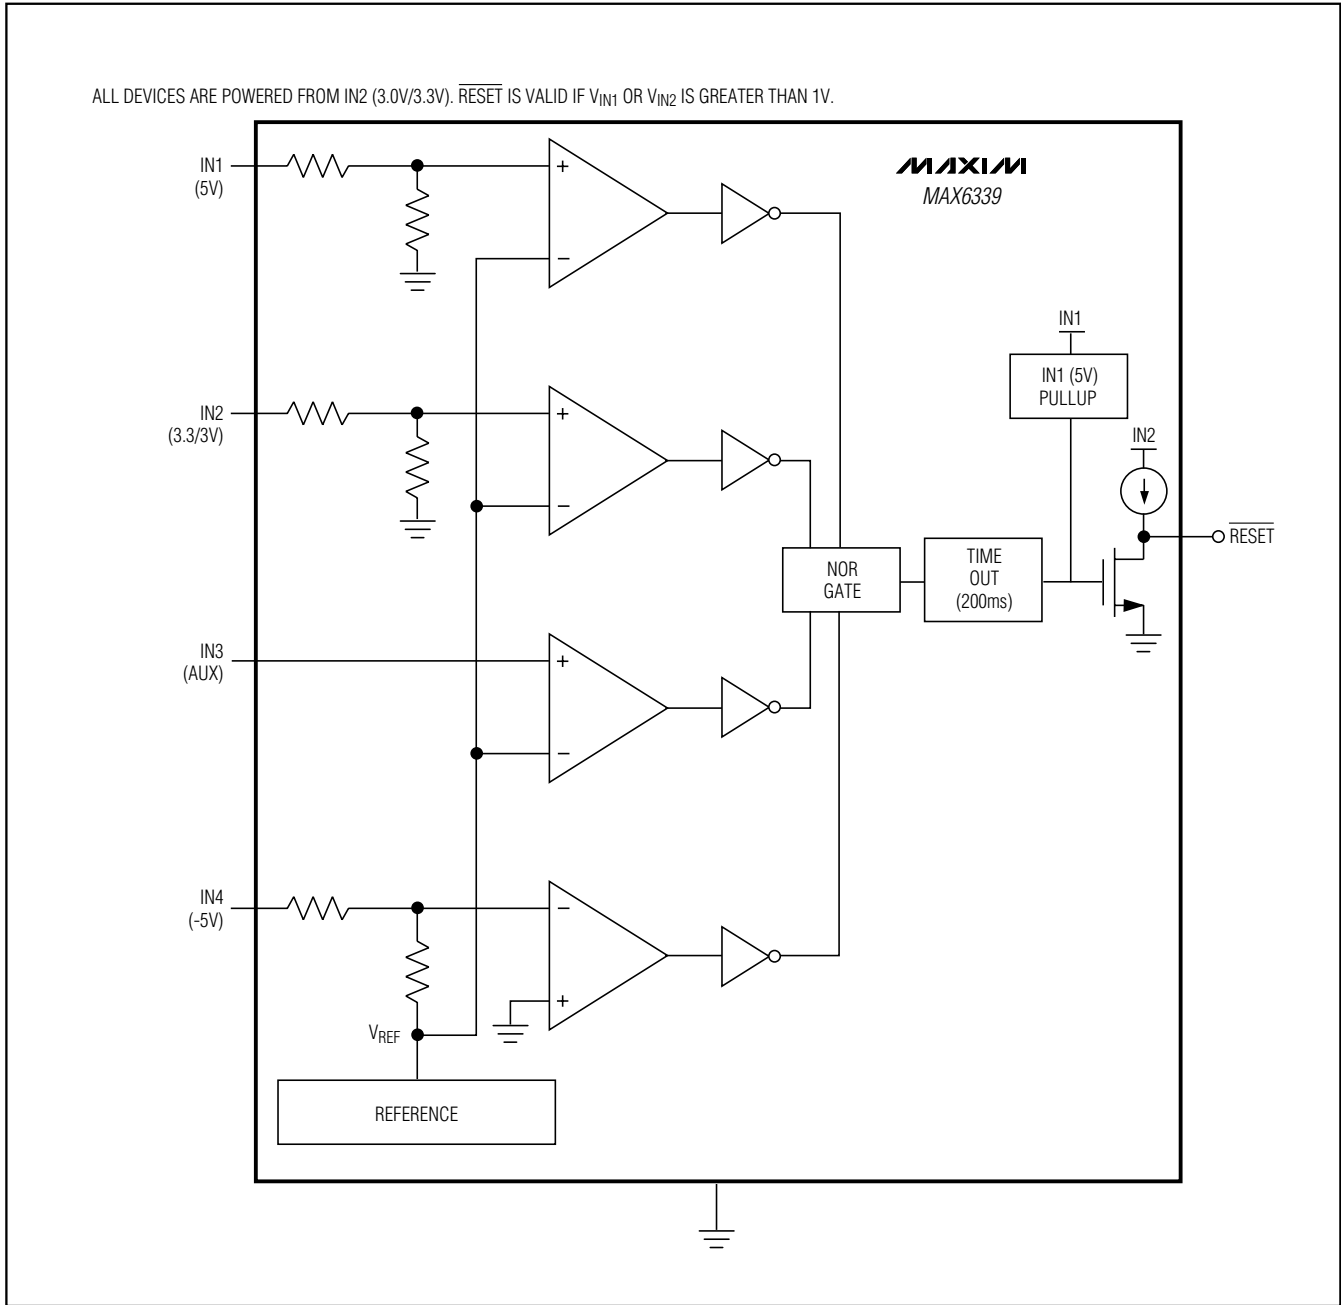 ALL DEVICES ARE POWERED FROM IN2 (3.0V/3.3V). RESET IS VALID IF VIN1 OR VIN2 IS GREATER THAN 1V.
IN1
(5V)
+
−
MAXIM
MAX6339
IN2
(3.3/3V)
+
−
IN1
IN1 (5V)
PULLUP
IN2
RESET
NOR
GATE
TIME
OUT
(200ms)
IN3
(AUX)
+
−
IN4
(-5V)
−
+
VREF
REFERENCE